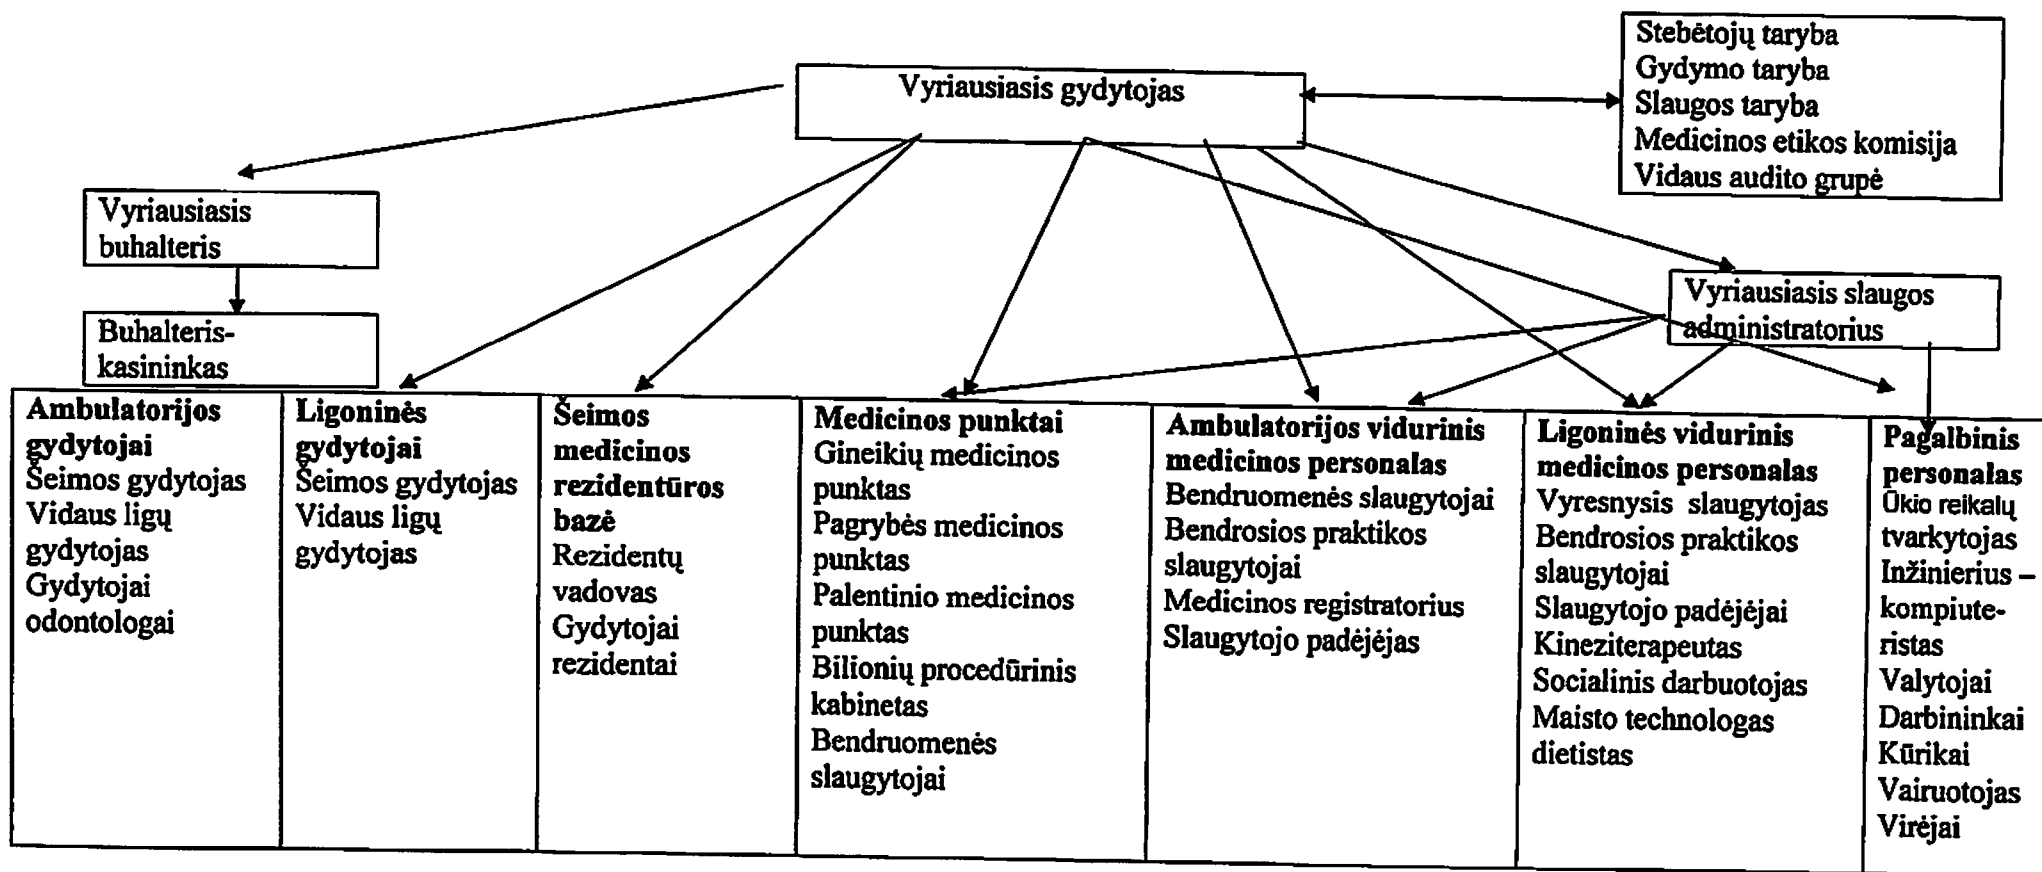 Stebėtojų taryba
Gydymo taryba
Slaugos taryba
Medicinos etikos komisija
Vidaus audito grupė
Vyriausiasis gydytojas
Vyriausiasis
buhalteris
Buhalteris-
kasininkas
Vyriausiasis slaugos
administratorius
Ambulatorijos
gydytojai
Šeimos gydytojas
Vidaus ligų
gydytojas
Gydytojai
odontologai
Ligoninės
gydytojai
Šeimos gydytojas
Vidaus ligų
gydytojas
Šeimos
medicinos
rezidentūros
bazė
Rezidentų
vadovas
Gydytojai
rezidentai
Medicinos punktai
Gineikių medicinos
punktas
Pagrybės medicinos
punktas
Palentinio medicinos
punktas
Bilionių procedūrinis
kabinetas
Bendruomenės
slaugytojai
Ambulatorijos vidurinis
medicinos personalas
Bendruomenės slaugytojai
Bendrosios praktikos
slaugytojai
Medicinos registratorius
Slaugytojo padėjėjas
Ligoninės vidurinis
medicinos personalas
Vyresnysis slaugytojas
Bendrosios praktikos
slaugytojai
Slaugytojo padėjėjai
Kineziterapeutas
Socialinis darbuotojas
Maisto technologas
dietistas
Pagalbinis
personalas
Ūkio reikalų
tvarkytojas
Inžinierius –
kompiute-
ristas
Valytojai
Darbininkai
Kūrikai
Vairuotojas
Virėjai